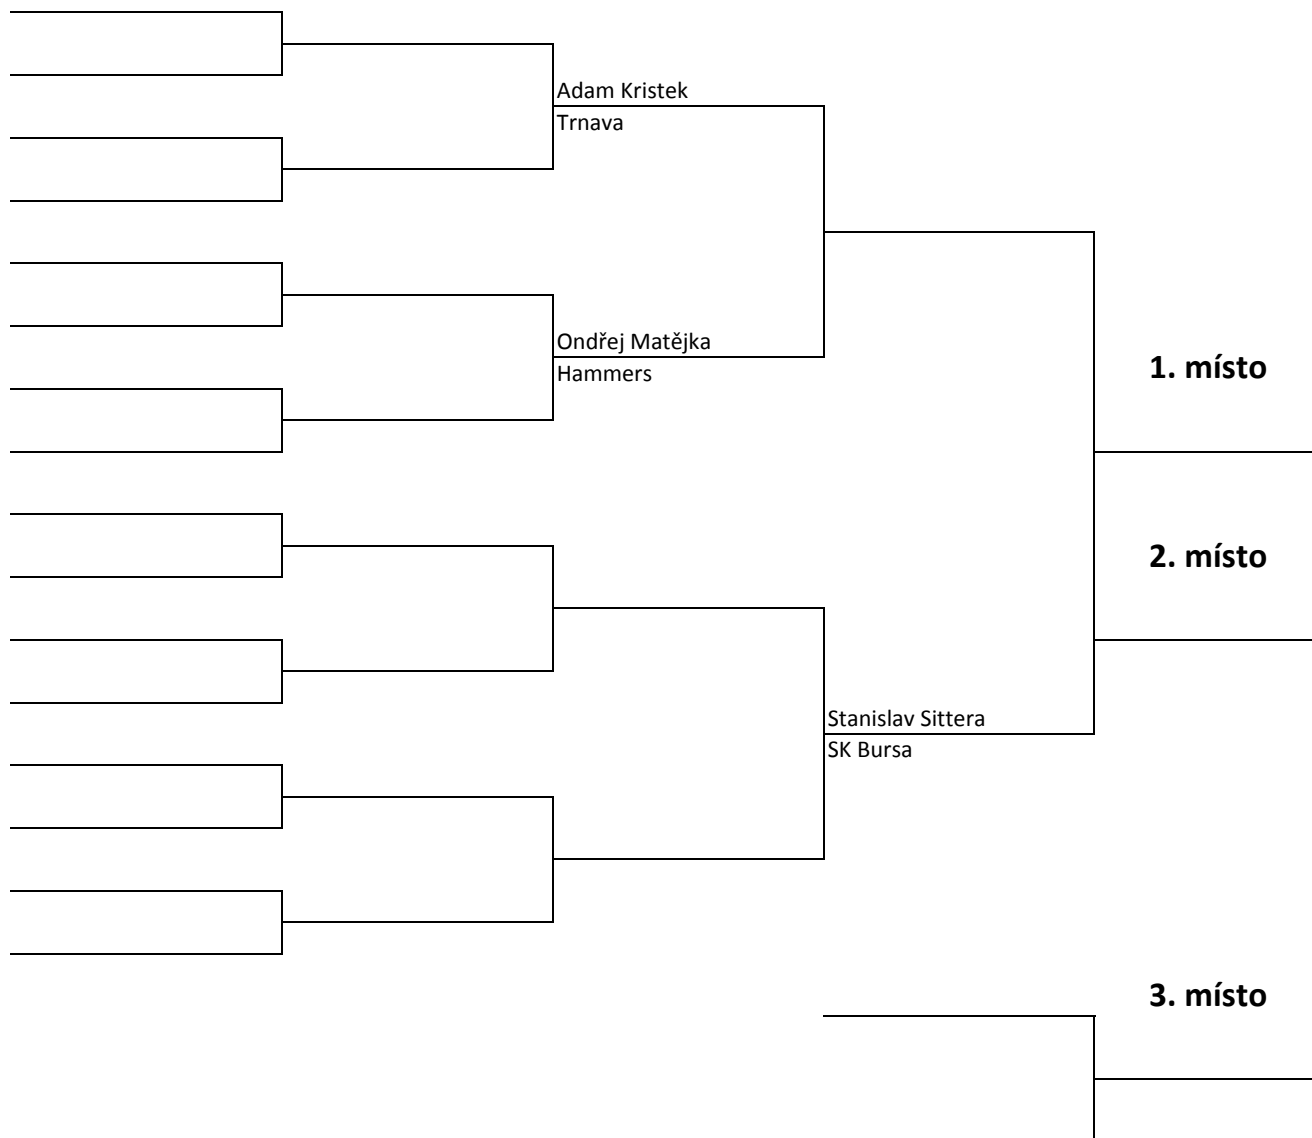 Adam Kristek
Trnava
Ondřej Matějka
Hammers
1. místo
2. místo
Stanislav Sittera
SK Bursa
3. místo